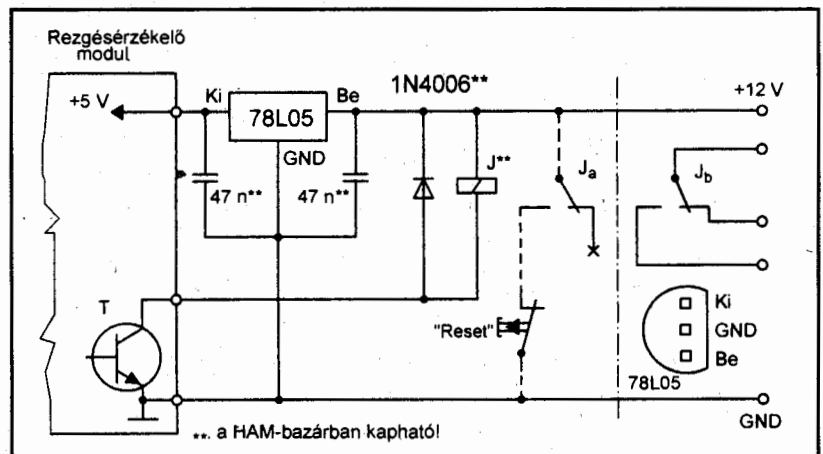 Rezgésérzékelő
modul
+5 V
Ki
78L05
Be
GND
1N4006**
+12 V
47 n**
47 n**
J**
Ja
Jb
T
"Reset"
Ki
GND
Be
78L05
GND
**. a HAM-bazárban kapható!